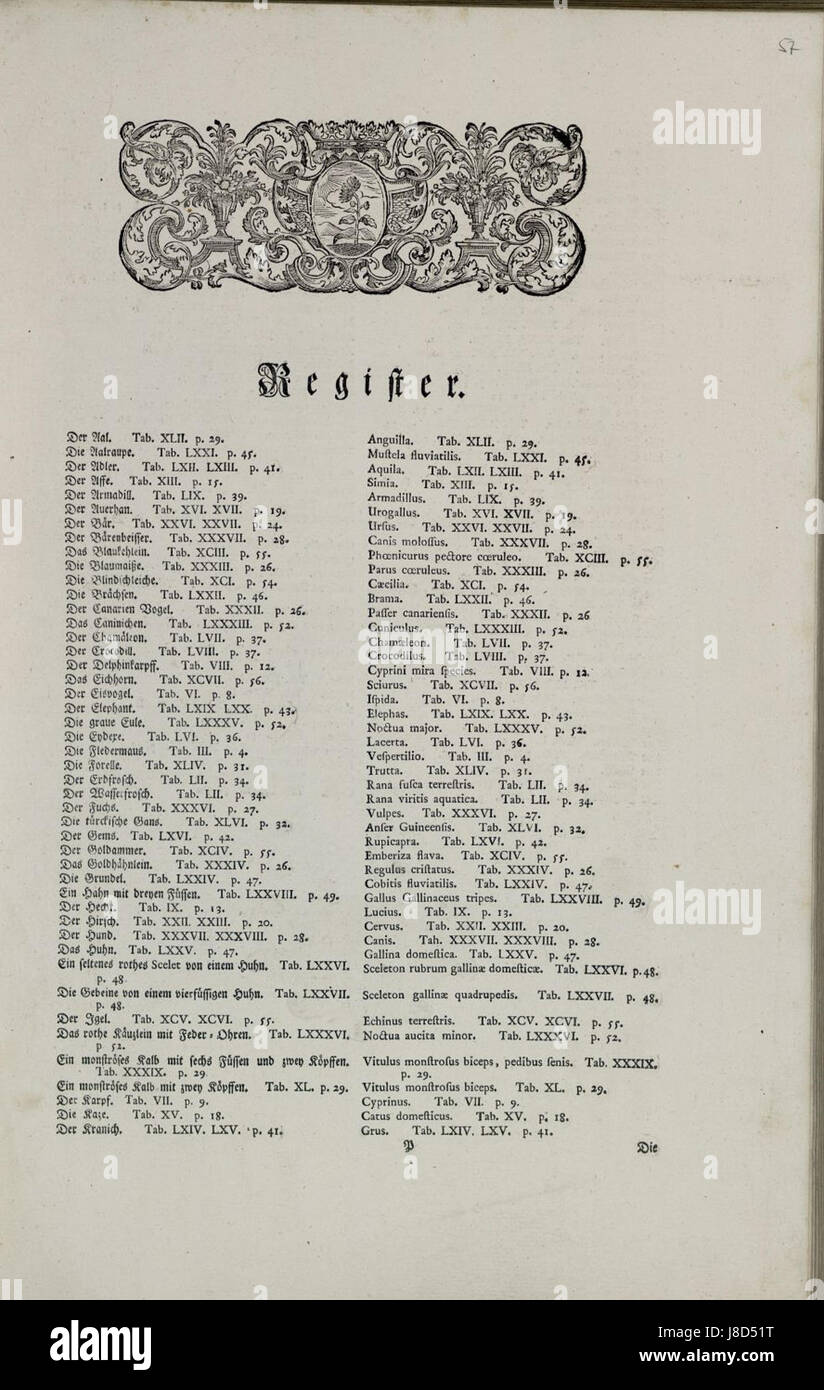 57
Register.
Der Aal. Tab. XLII. p. 29.
Die Aalraupe. Tab. LXXI. p. 45.
Der Adler. Tab. LXII. LXIII. p. 41.
Der Affe. Tab. XIII. p. 15.
Der Armadill. Tab. LIX. p. 39.
Der Auerhan. Tab. XVI. XVII. p. 19.
Der Bär. Tab. XXVI. XXVII. p. 24.
Der Bärenbeisser. Tab. XXXVII. p. 28.
Das Blaukehlein. Tab. XCIII. p. 55.
Die Blaumaiße. Tab. XXXIII. p. 26.
Die Blindschleiche. Tab. XCI. p. 54.
Die Brächsen. Tab. LXXII. p. 46.
Der Canarien Vogel. Tab. XXXII. p. 26.
Das Caninichen. Tab. LXXXIII. p. 52.
Der Chamäleon. Tab. LVII. p. 37.
Der Crocodill. Tab. LVIII. p. 37.
Der Delphinkarpff. Tab. VIII. p. 12.
Das Eichhorn. Tab. XCVII. p. 56.
Der Eisvogel. Tab. VI. p. 8.
Der Elephant. Tab. LXIX LXX. p. 43.
Die graue Eule. Tab. LXXXV. p. 52.
Die Eydexe. Tab. LVI. p. 36.
Die Fledermaus. Tab. III. p. 4.
Die Forelle. Tab. XLIV. p. 31.
Der Erdfrosch. Tab. LII. p. 34.
Der Wasserfrosch. Tab. LII. p. 34.
Der Fuchs. Tab. XXXVI. p. 27.
Die türckische Gans. Tab. XLVI. p. 32.
Der Gems. Tab. LXVI. p. 42.
Der Goldammer. Tab. XCIV. p. 55.
Das Goldhähnlein. Tab. XXXIV. p. 26.
Die Grundel. Tab. LXXIV. p. 47.
Ein Hahn mit dreyen Füssen. Tab. LXXVIII. p. 49.
Der Hecht. Tab. IX. p. 13.
Der Hirsch. Tab. XXII. XXIII. p. 20.
Der Hund. Tab. XXXVII. XXXVIII. p. 28.
Das Huhn. Tab. LXXV. p. 47.
Ein seltenes rothes Scelet von einem Huhn. Tab. LXXVI.
p. 48.
Die Gebeine von einem vierfüssigen Huhn. Tab. LXXVII.
p. 48.
Der Igel. Tab. XCV. XCVI. p. 55.
Das rothe Käuzlein mit Feder-Ohren. Tab. LXXXVI.
p 52.
Ein monströses Kalb mit sechs Füssen und zwey Köpffen.
Tab. XXXIX. p. 29
Ein monströses Kalb mit zwey Köpffen. Tab. XL. p. 29.
Der Karpf. Tab. VII. p. 9.
Die Kaze. Tab. XV. p. 18.
Der Kranich. Tab. LXIV. LXV. p. 41.
Anguilla. Tab. XLII. p. 29.
Muſtela fluviatilis. Tab. LXXI. p. 45.
Aquila. Tab. LXII. LXIII. p. 41.
Simia. Tab. XIII. p. 15.
Armadillus. Tab. LIX. p. 39.
Urogallus. Tab. XVI. XVII. p. 19.
Urſus. Tab. XXVI. XXVII. p. 24.
Canis moloſſus. Tab. XXXVII. p. 28.
Phœnicurus pectore cœruleo. Tab. XCIII. p. 55.
Parus cœruleus. Tab. XXXIII. p. 26.
Cæcilia. Tab. XCI. p. 54.
Brama. Tab. LXXII. p. 46.
Paſſer canarienſis. Tab. XXXII. p. 26
Cuniculus. Tab. LXXXIII. p. 52.
Chamæleon. Tab. LVII. p. 37.
Crocodilus. Tab. LVIII. p. 37.
Cyprini mira ſpecies. Tab. VIII. p. 12.
Sciurus. Tab. XCVII. p. 56.
Iſpida. Tab. VI. p. 8.
Elephas. Tab. LXIX. LXX. p. 43.
Noctua major. Tab. LXXXV. p. 52.
Lacerta. Tab. LVI. p. 36.
Veſpertilio. Tab. III. p. 4.
Trutta. Tab. XLIV. p. 31.
Rana fuſca terreſtris. Tab. LII. p. 34.
Rana viritis aquatica. Tab. LII. p. 34.
Vulpes. Tab. XXXVI. p. 27.
Anſer Guineenſis. Tab. XLVI. p. 32.
Rupicapra. Tab. LXVI. p. 42.
Emberiza flava. Tab. XCIV. p. 55.
Regulus criſtatus. Tab. XXXIV. p. 26.
Cobitis fluviatilis. Tab. LXXIV. p. 47.
Gallus Gallinaceus tripes. Tab. LXXVIII. p. 49.
Lucius. Tab. IX. p. 13.
Cervus. Tab. XXII. XXIII. p. 20.
Canis. Tah. XXXVII. XXXVIII. p. 28.
Gallina domeſtica. Tab. LXXV. p. 47.
Sceleton rubrum gallinæ domeſticæ. Tab. LXXVI. p.48.
Sceleton gallinæ quadrupedis. Tab. LXXVII. p. 48.
Echinus terreſtris. Tab. XCV. XCVI. p. 55.
Noctua aucita minor. Tab. LXXXVI. p. 52.
Vitulus monſtroſus biceps, pedibus ſenis. Tab. XXXIX.
p. 29.
Vitulus monſtroſus biceps. Tab. XL. p. 29.
Cyprinus. Tab. VII. p. 9.
Catus domeſticus. Tab. XV. p. 18.
Grus. Tab. LXIV. LXV. p. 41.
P
Die
alamy
Image ID: J8D51T
www.alamy.com